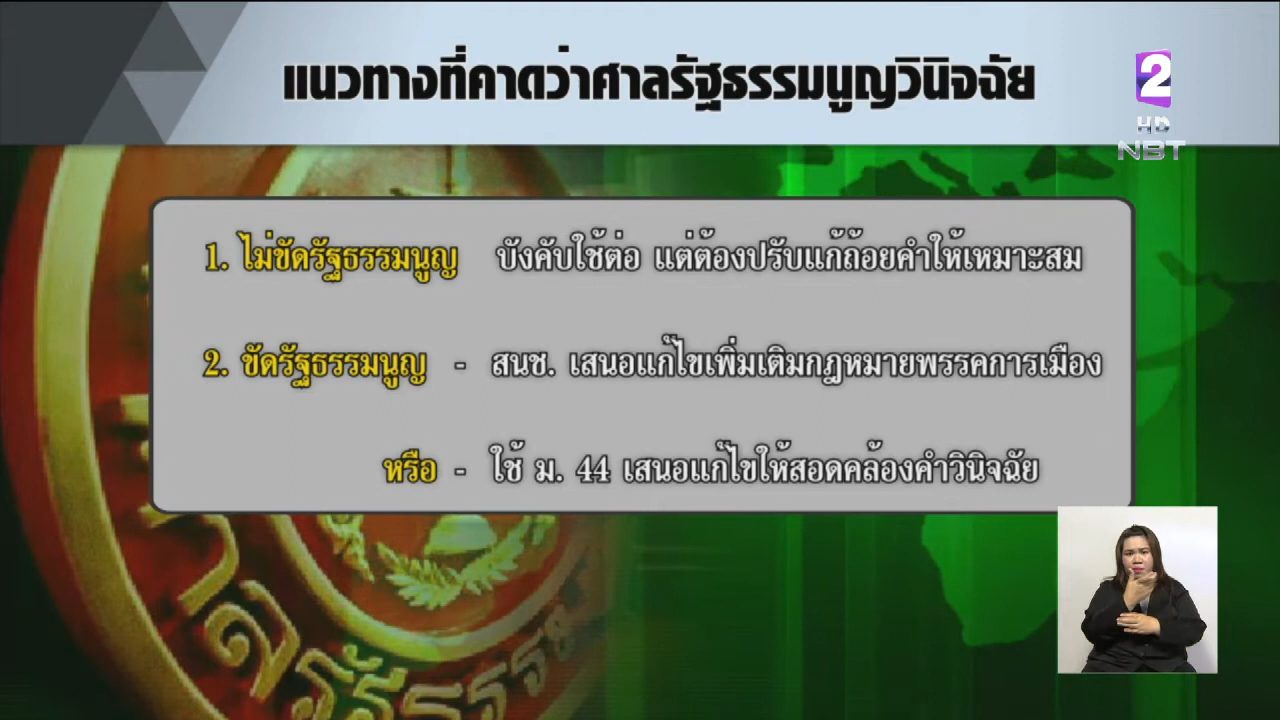 แนวทางที่คาดว่าศาลรัฐธรรมนูญวินิจฉัย
2
HD
NBT
1. ไม่ขัดรัฐธรรมนูญ บังคับใช้ต่อ แต่ต้องปรับแก้ถ้อยคำให้เหมาะสม
2. ขัดรัฐธรรมนูญ - สนช. เสนอแก้ไขเพิ่มเติมกฎหมายพรรคการเมือง
หรือ - ใช้ ม. 44 เสนอแก้ไขให้สอดคล้องคำวินิจฉัย